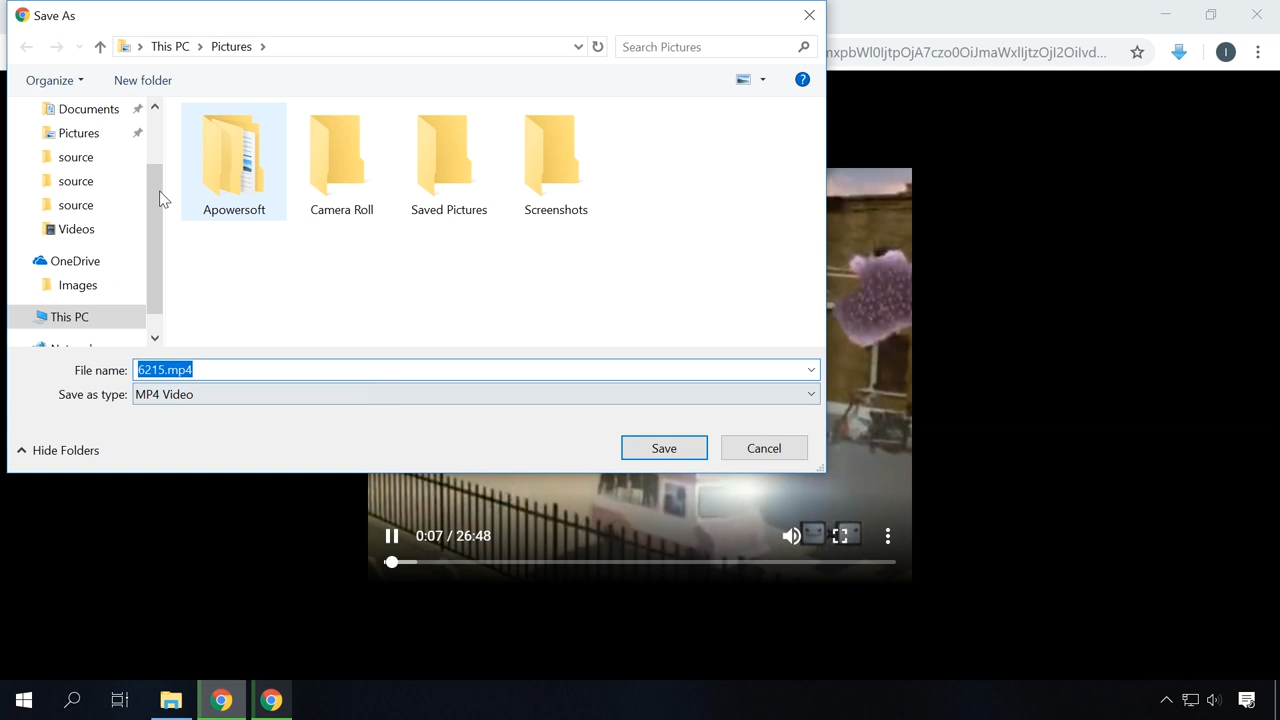 Save As
This PC
Pictures
Search Pictures
nxpbWl0IjtpOjA7czo0OiJmaWxlIjtzOjI2OiIvd...
I
Organize
New folder
Documents
Pictures
source
source
source
Videos
OneDrive
Images
This PC
Apowersoft
Camera Roll
Saved Pictures
Screenshots
File name:
6215.mp4
Save as type:
MP4 Video
Hide Folders
Save
Cancel
0:07 / 26:48